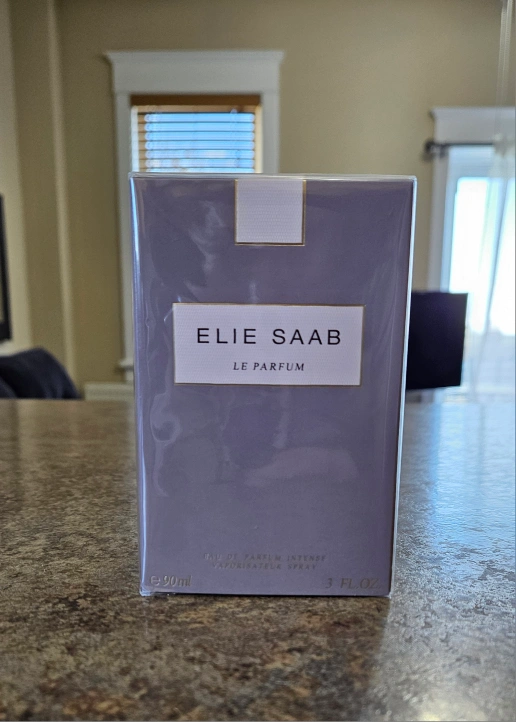 ELIE SAAB
LE PARFUM
EAU DE PARFUM INTENSE
VAPORISATEUR SPRAY
e 90ml 3 FL.OZ.